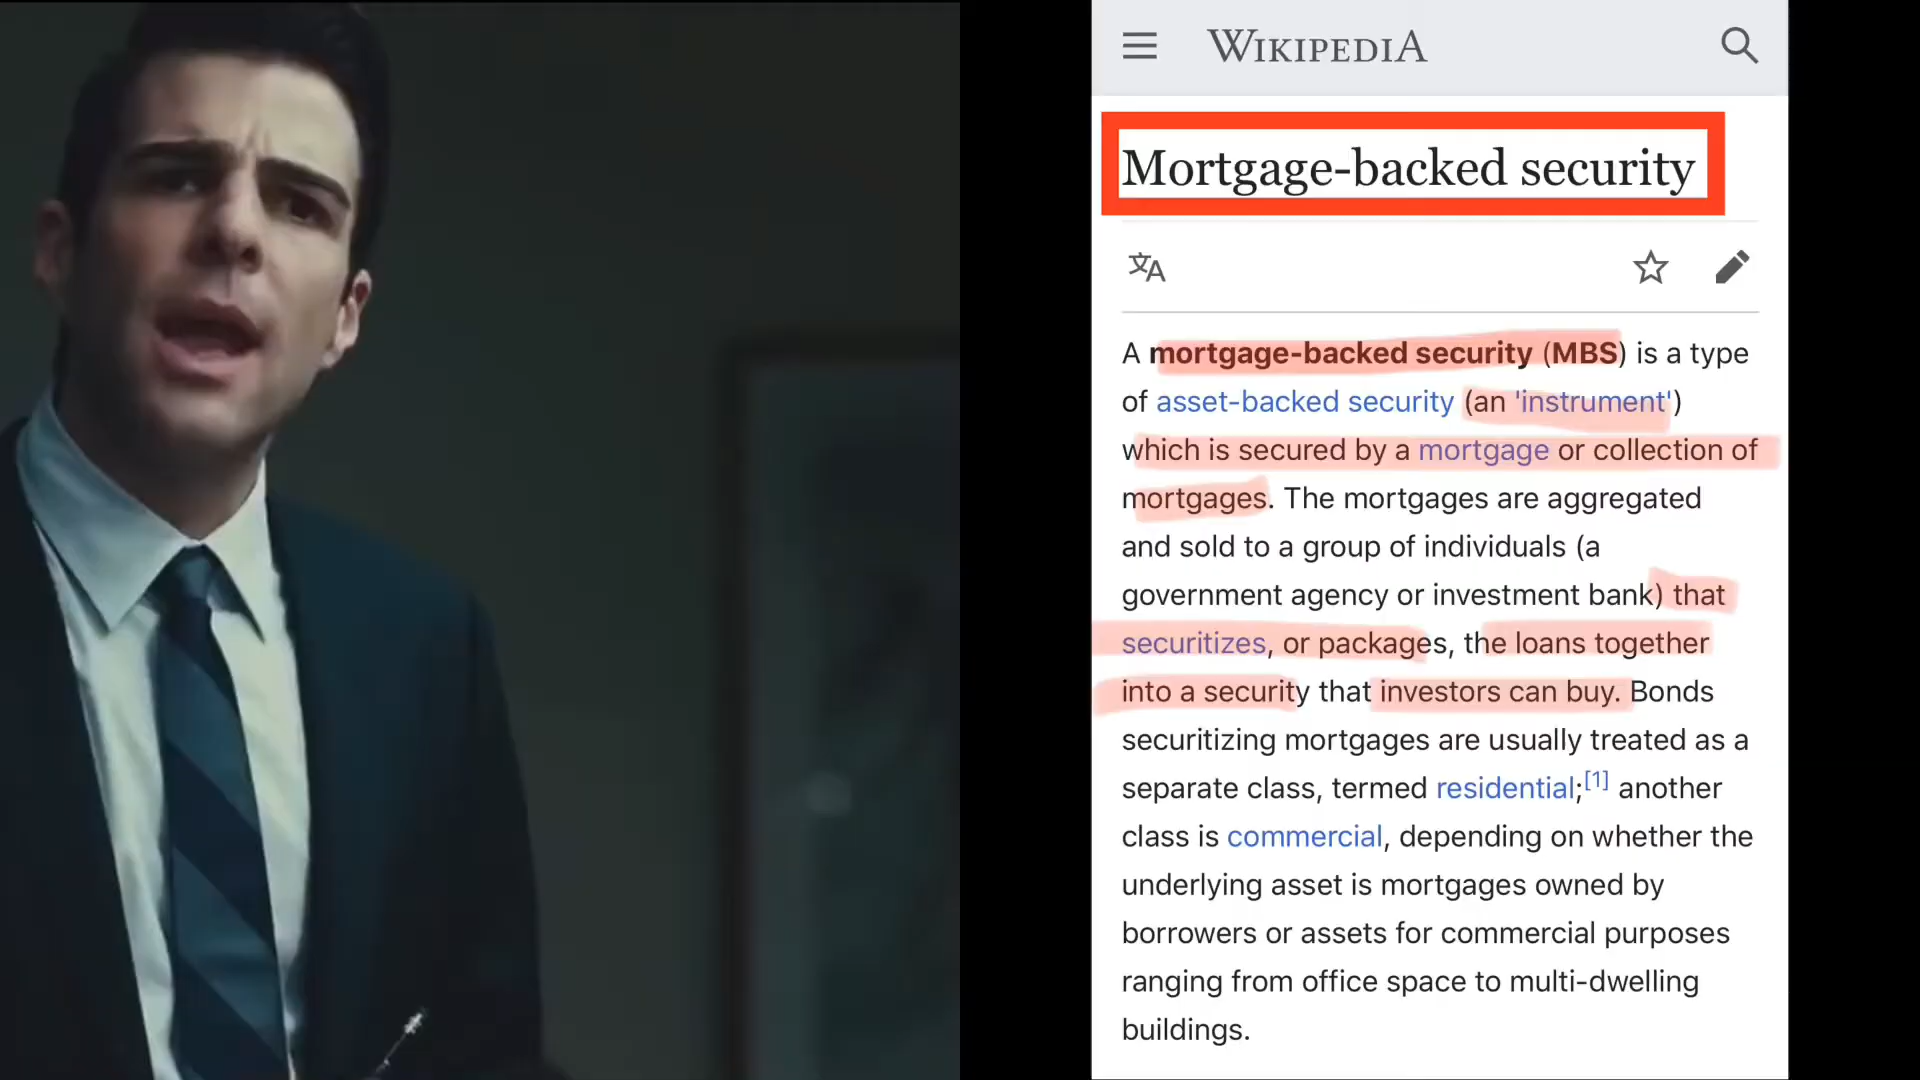 WIKIPEDIA
Mortgage-backed security
A mortgage-backed security (MBS) is a type
of asset-backed security (an 'instrument')
which is secured by a mortgage or collection of
mortgages. The mortgages are aggregated
and sold to a group of individuals (a
government agency or investment bank) that
securitizes, or packages, the loans together
into a security that investors can buy. Bonds
securitizing mortgages are usually treated as a
separate class, termed residential;[1] another
class is commercial, depending on whether the
underlying asset is mortgages owned by
borrowers or assets for commercial purposes
ranging from office space to multi-dwelling
buildings.